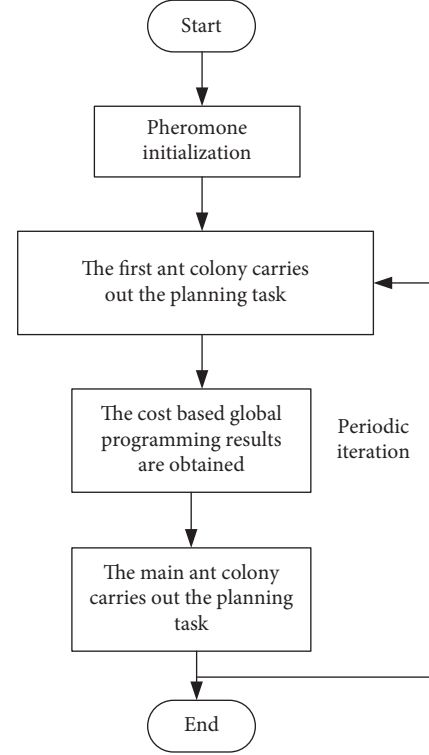 Start
Pheromone
initialization
The first ant colony carries
out the planning task
The cost based global
programming results
are obtained
Periodic
iteration
The main ant colony
carries out the planning
task
End